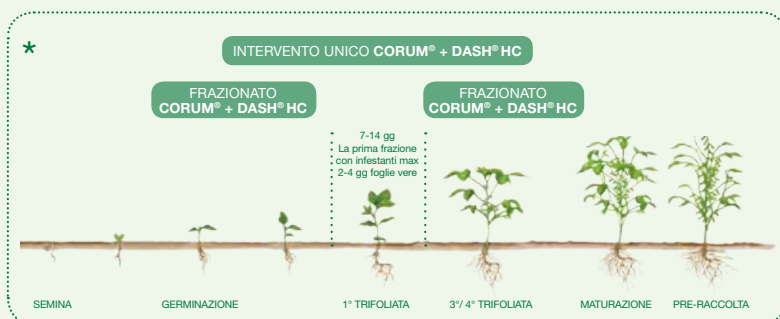 *
INTERVENTO UNICO CORUM® + DASH® HC
FRAZIONATO
CORUM® + DASH® HC
FRAZIONATO
CORUM® + DASH® HC
7-14 gg
La prima frazione
con infestanti max
2-4 gg foglie vere
SEMINA
GERMINAZIONE
1° TRIFOLIATA
3°/ 4° TRIFOLIATA
MATURAZIONE
PRE-RACCOLTA